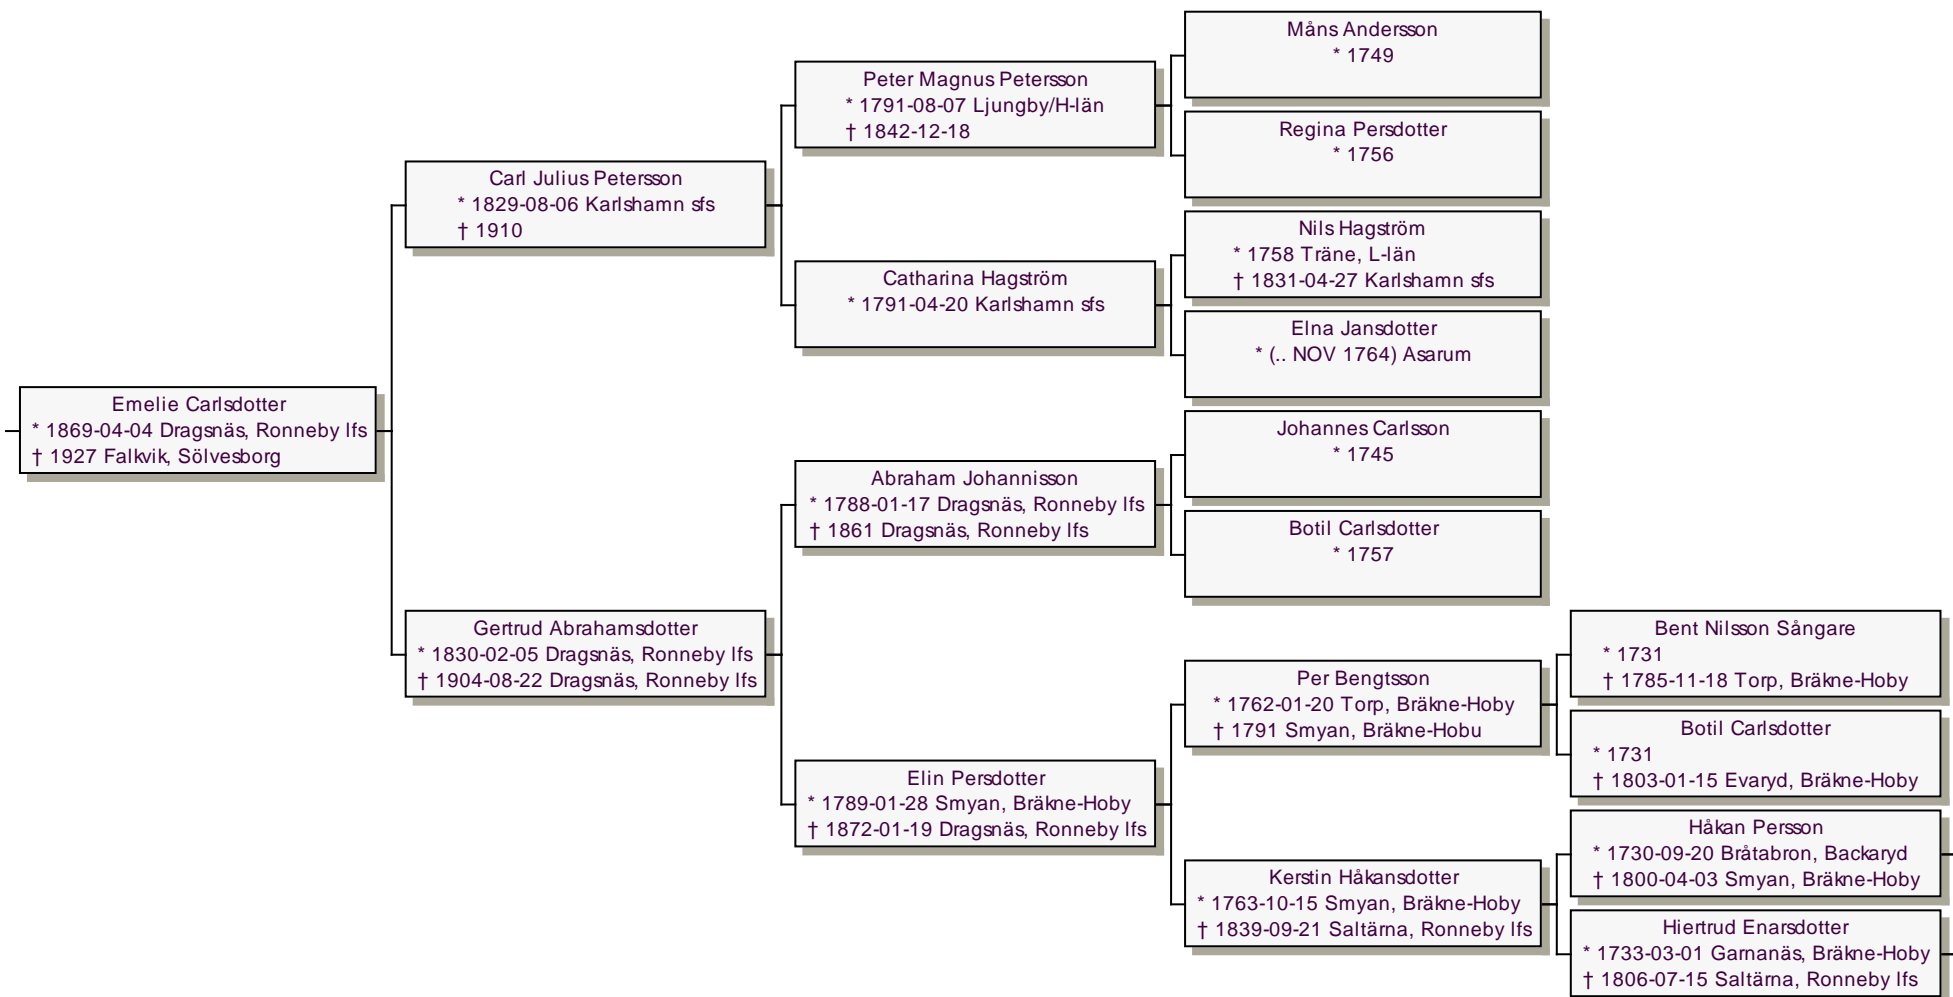 Emelie Carlsdotter
* 1869-04-04 Dragsnäs, Ronneby lfs
† 1927 Falkvik, Sölvesborg
Carl Julius Petersson
* 1829-08-06 Karlshamn sfs
† 1910
Gertrud Abrahamsdotter
* 1830-02-05 Dragsnäs, Ronneby lfs
† 1904-08-22 Dragsnäs, Ronneby lfs
Peter Magnus Petersson
* 1791-08-07 Ljungby/H-län
† 1842-12-18
Catharina Hagström
* 1791-04-20 Karlshamn sfs
Abraham Johannisson
* 1788-01-17 Dragsnäs, Ronneby lfs
† 1861 Dragsnäs, Ronneby lfs
Elin Persdotter
* 1789-01-28 Smyan, Bräkne-Hoby
† 1872-01-19 Dragsnäs, Ronneby lfs
Måns Andersson
* 1749
Regina Persdotter
* 1756
Nils Hagström
* 1758 Träne, L-län
† 1831-04-27 Karlshamn sfs
Elna Jansdotter
* (.. NOV 1764) Asarum
Johannes Carlsson
* 1745
Botil Carlsdotter
* 1757
Per Bengtsson
* 1762-01-20 Torp, Bräkne-Hoby
† 1791 Smyan, Bräkne-Hobu
Kerstin Håkansdotter
* 1763-10-15 Smyan, Bräkne-Hoby
† 1839-09-21 Saltärna, Ronneby lfs
Bent Nilsson Sångare
* 1731
† 1785-11-18 Torp, Bräkne-Hoby
Botil Carlsdotter
* 1731
† 1803-01-15 Evaryd, Bräkne-Hoby
Håkan Persson
* 1730-09-20 Bråtabron, Backaryd
† 1800-04-03 Smyan, Bräkne-Hoby
Hiertrud Enarsdotter
* 1733-03-01 Garnanäs, Bräkne-Hoby
† 1806-07-15 Saltärna, Ronneby lfs